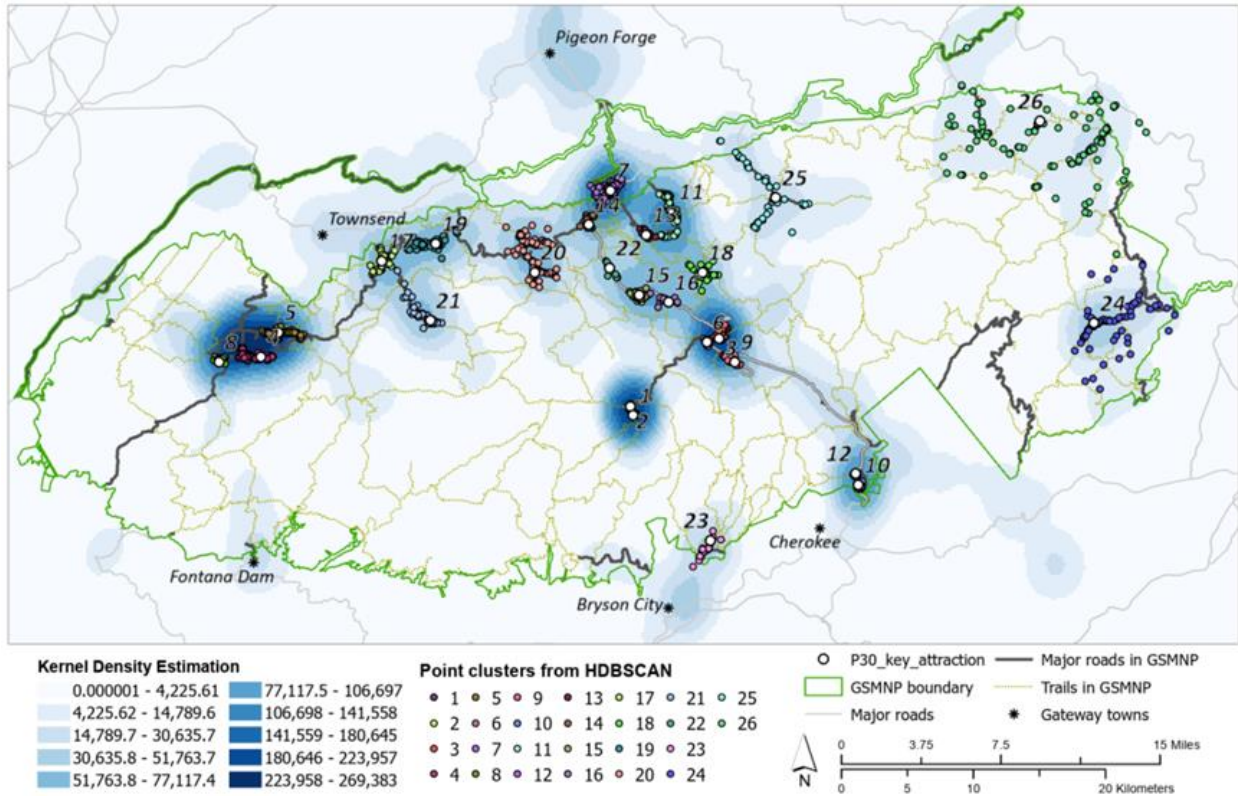 Pigeon Forge
26
7
25
11
14
13
Townsend
19
17
22
18
20
15
16
21
24
5
6
4
9
8
3
1
2
12
10
23
Cherokee
Fontana Dam
Bryson City
Kernel Density Estimation
0.000001 - 4,225.61
4,225.62 - 14,789.6
14,789.7 - 30,635.7
30,635.8 - 51,763.7
51,763.8 - 77,117.4
77,117.5 - 106,697
106,698 - 141,558
141,559 - 180,645
180,646 - 223,957
223,958 - 269,383
Point clusters from HDBSCAN
1 5 9 13 17 21 25
2 6 10 14 18 22 26
3 7 11 15 19 23
4 8 12 16 20 24
P30_key_attraction
GSMNP boundary
Major roads
Major roads in GSMNP
Trails in GSMNP
Gateway towns
N
0 3.75 7.5 15 Miles
0 5 10 20 Kilometers